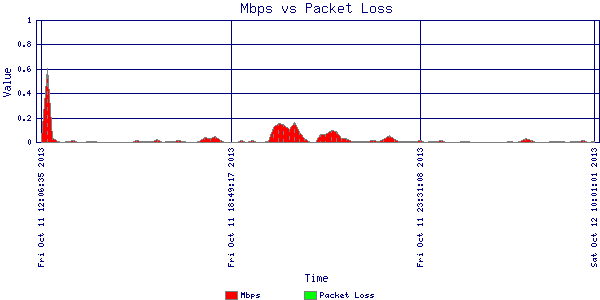 Mbps vs Packet Loss
1
0.8
0.6
0.4
0.2
0
Value
Fri Oct 11 12:06:35 2013
Fri Oct 11 18:49:17 2013
Fri Oct 11 23:31:08 2013
Sat Oct 12 10:01:01 2013
Time
Mbps
Packet Loss